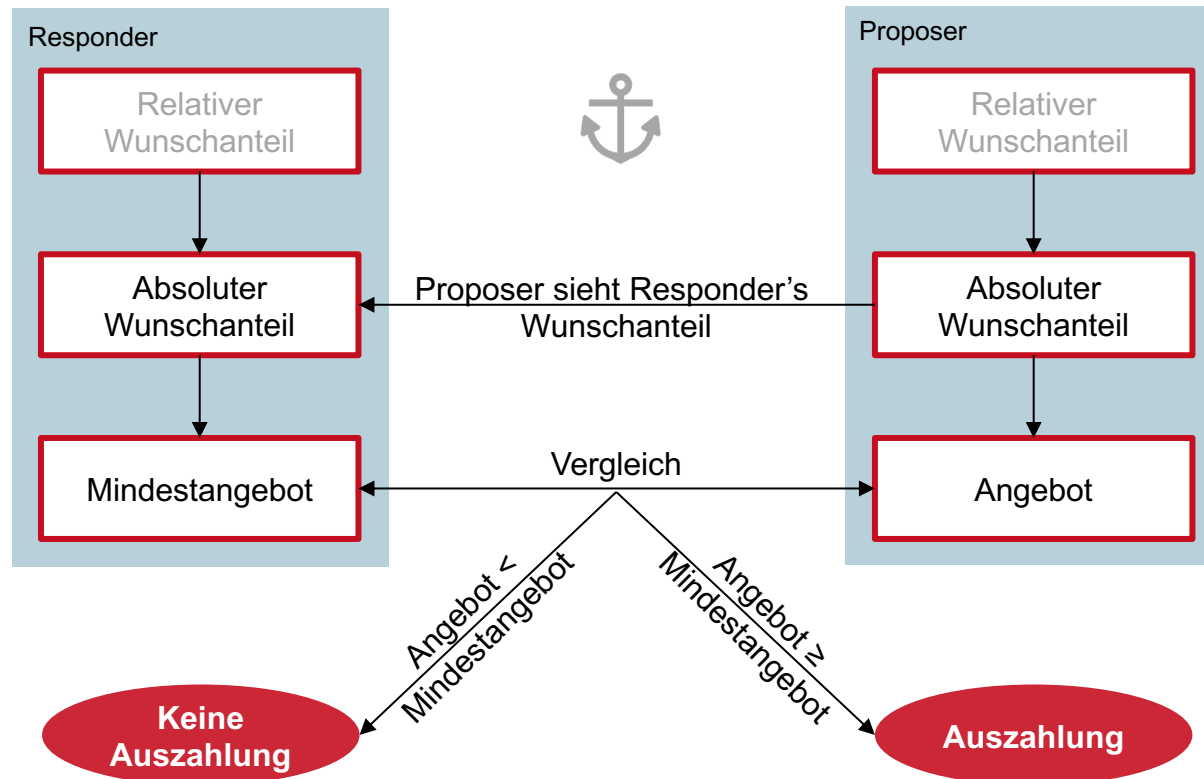 Responder
Proposer
Relativer
Wunschanteil
Relativer
Wunschanteil
Absoluter
Wunschanteil
Proposer sieht Responder’s
Wunschanteil
Absoluter
Wunschanteil
Mindestangebot
Vergleich
Angebot
Angebot <
Mindestangebot
Angebot ≥
Mindestangebot
Keine
Auszahlung
Auszahlung